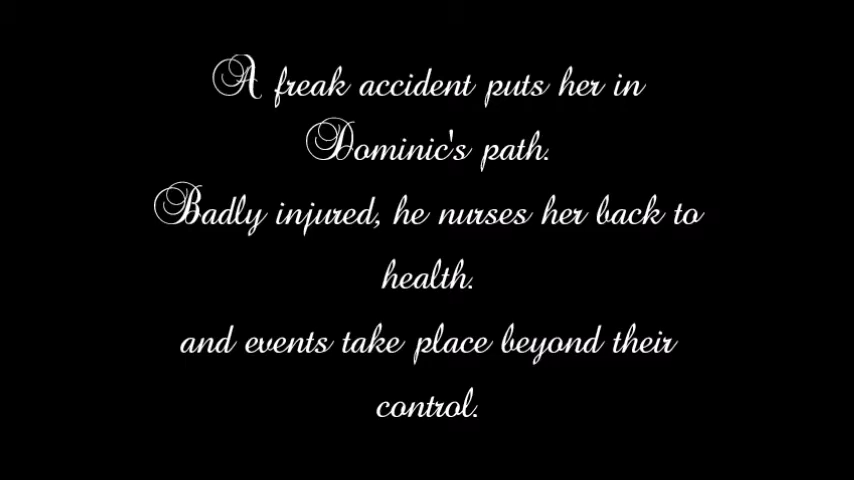 A freak accident puts her in
Dominic's path.
Badly injured, he nurses her back to
health.
and events take place beyond their
control.